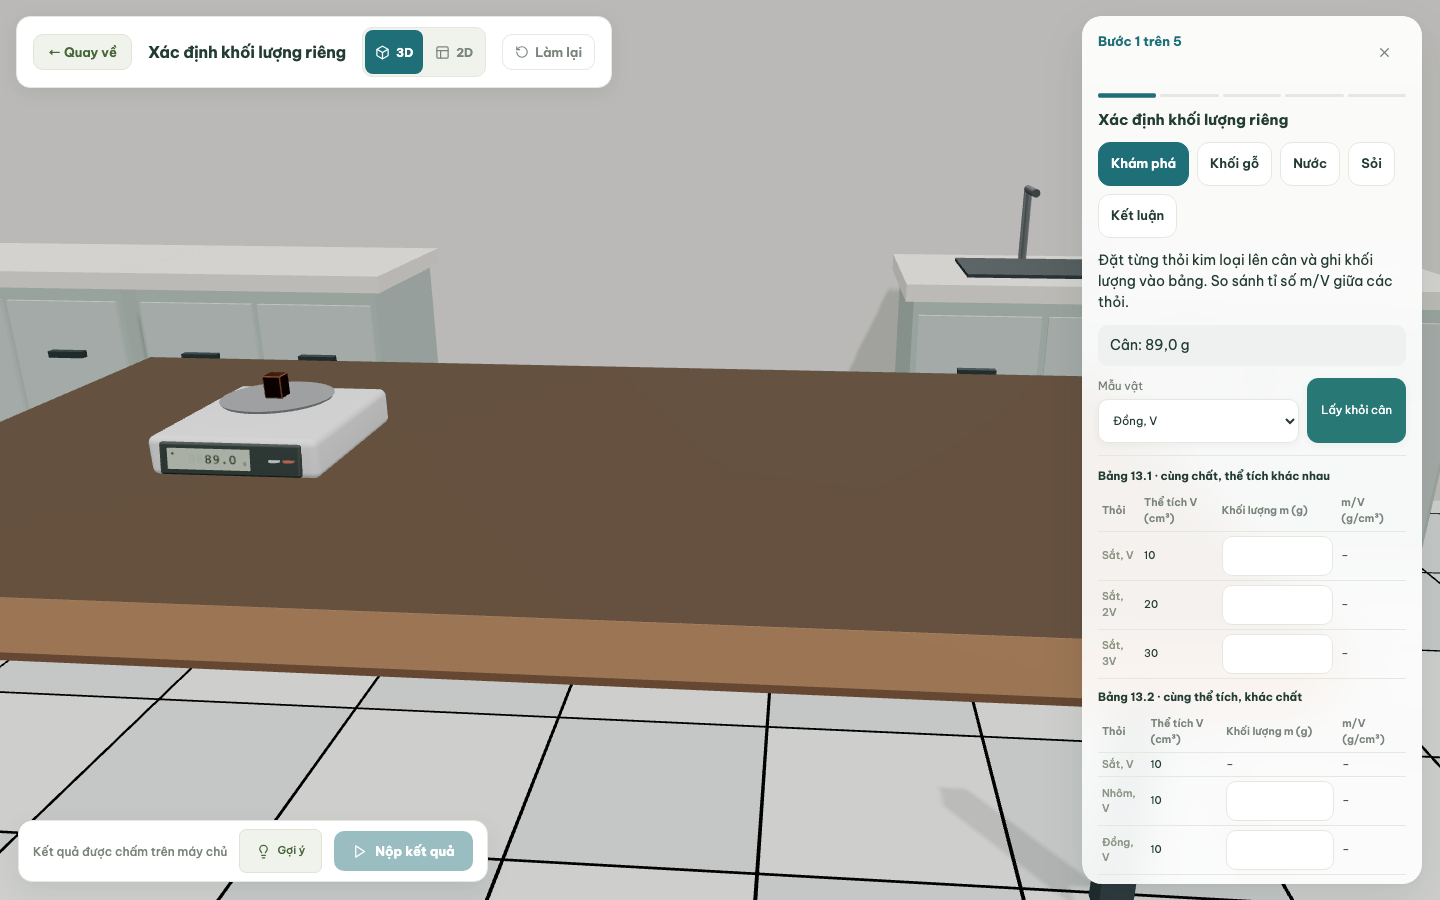 ← Quay về
Xác định khối lượng riêng
3D
2D
Làm lại
Bước 1 trên 5
×
Xác định khối lượng riêng
Khám phá
Khối gỗ
Nước
Sỏi
Kết luận
Đặt từng thỏi kim loại lên cân và ghi khối
lượng vào bảng. So sánh tỉ số m/V giữa các
thỏi.
Cân: 89,0 g
Mẫu vật
Đồng, V
Lấy khỏi cân
89.0
Bảng 13.1 · cùng chất, thể tích khác nhau
Thỏi Thể tích V (cm³) Khối lượng m (g) m/V (g/cm³)
Sắt, V 10 –
Sắt, 2V 20 –
Sắt, 3V 30 –
Bảng 13.2 · cùng thể tích, khác chất
Thỏi Thể tích V (cm³) Khối lượng m (g) m/V (g/cm³)
Sắt, V 10 – –
Nhôm, V 10 –
Đồng, V 10 –
Kết quả được chấm trên máy chủ
Gợi ý
Nộp kết quả